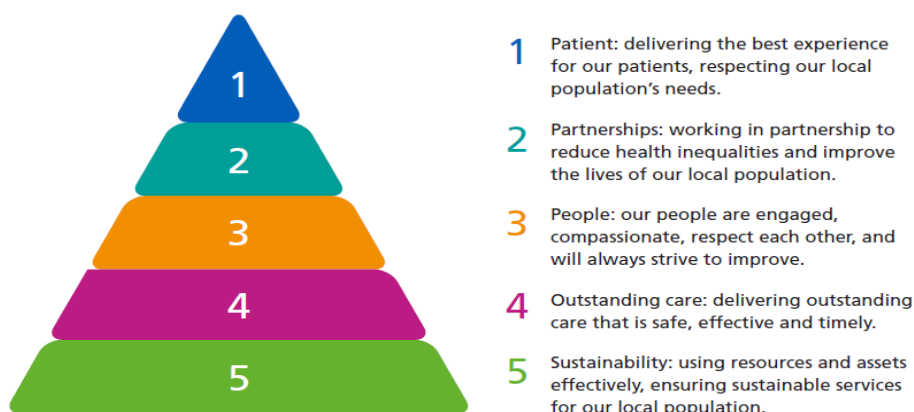 1
2
3
4
5
1 Patient: delivering the best experience
for our patients, respecting our local
population's needs.
2 Partnerships: working in partnership to
reduce health inequalities and improve
the lives of our local population.
3 People: our people are engaged,
compassionate, respect each other, and
will always strive to improve.
4 Outstanding care: delivering outstanding
care that is safe, effective and timely.
5 Sustainability: using resources and assets
effectively, ensuring sustainable services
for our local population.